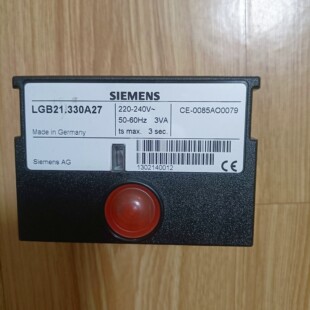 SIEMENS
LGB21.330A27
220-240V~
CE-0085AO0079
50-60Hz 3VA
Made in Germany
ts max. 3 sec.
Siemens AG
1302140012
CE